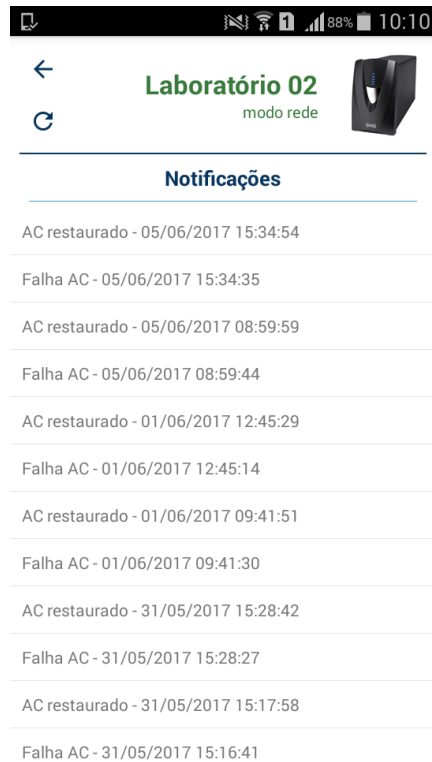 1 88% 10:10
Laboratório 02
modo rede
Notificações
AC restaurado - 05/06/2017 15:34:54
Falha AC - 05/06/2017 15:34:35
AC restaurado - 05/06/2017 08:59:59
Falha AC - 05/06/2017 08:59:44
AC restaurado - 01/06/2017 12:45:29
Falha AC - 01/06/2017 12:45:14
AC restaurado - 01/06/2017 09:41:51
Falha AC - 01/06/2017 09:41:30
AC restaurado - 31/05/2017 15:28:42
Falha AC - 31/05/2017 15:28:27
AC restaurado - 31/05/2017 15:17:58
Falha AC - 31/05/2017 15:16:41